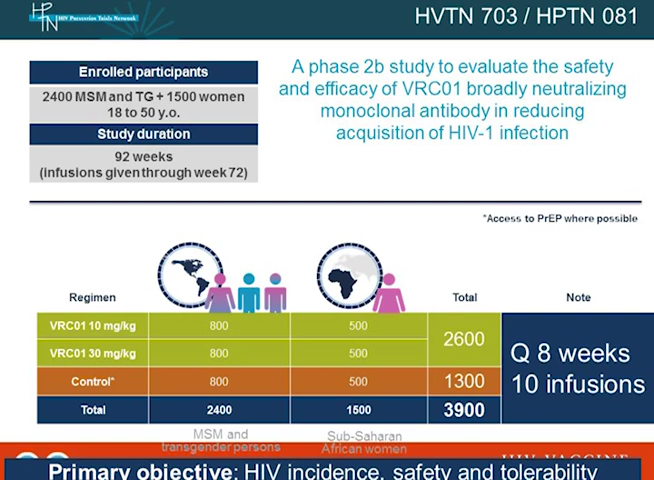 HVTN 703 / HPTN 081
HP
TN
HIV Prevention Trials Network
Enrolled participants
2400 MSM and TG + 1500 women
18 to 50 y.o.
Study duration
92 weeks
(infusions given through week 72)
A phase 2b study to evaluate the safety
and efficacy of VRC01 broadly neutralizing
monoclonal antibody in reducing
acquisition of HIV-1 infection
*Access to PrEP where possible
Regimen Total Note
VRC01 10 mg/kg 800 500 2600
VRC01 30 mg/kg 800 500
Control* 800 500 1300
Total 2400 1500 3900
Q 8 weeks
10 infusions
MSM and
transgender persons
Sub-Saharan
African women
HIV VACCINE
Primary objective: HIV incidence, safety and tolerability